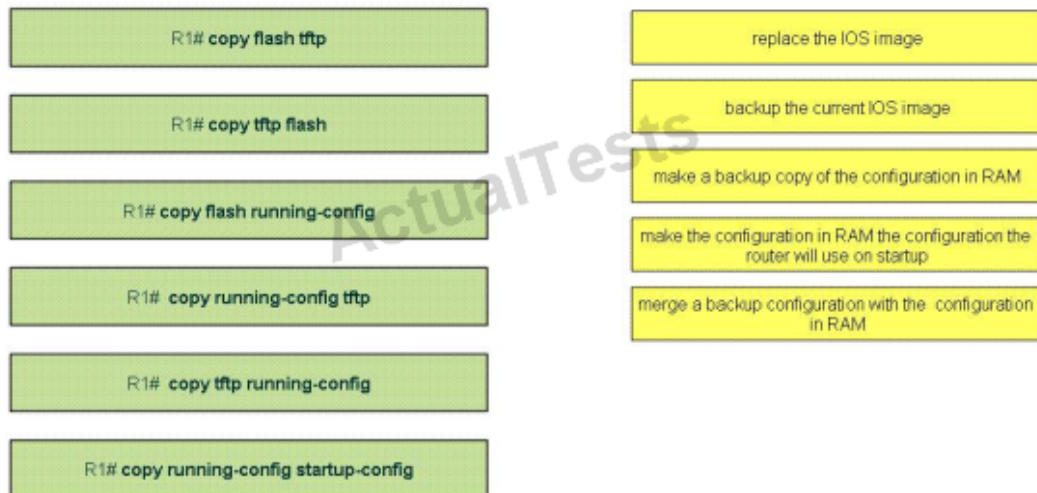 R1# copy flash tftp
R1# copy tftp flash
R1# copy flash running-config
R1# copy running-config tftp
R1# copy tftp running-config
R1# copy running-config startup-config
replace the IOS image
backup the current IOS image
make a backup copy of the configuration in RAM
make the configuration in RAM the configuration the
router will use on startup
merge a backup configuration with the configuration
in RAM
ActualTests